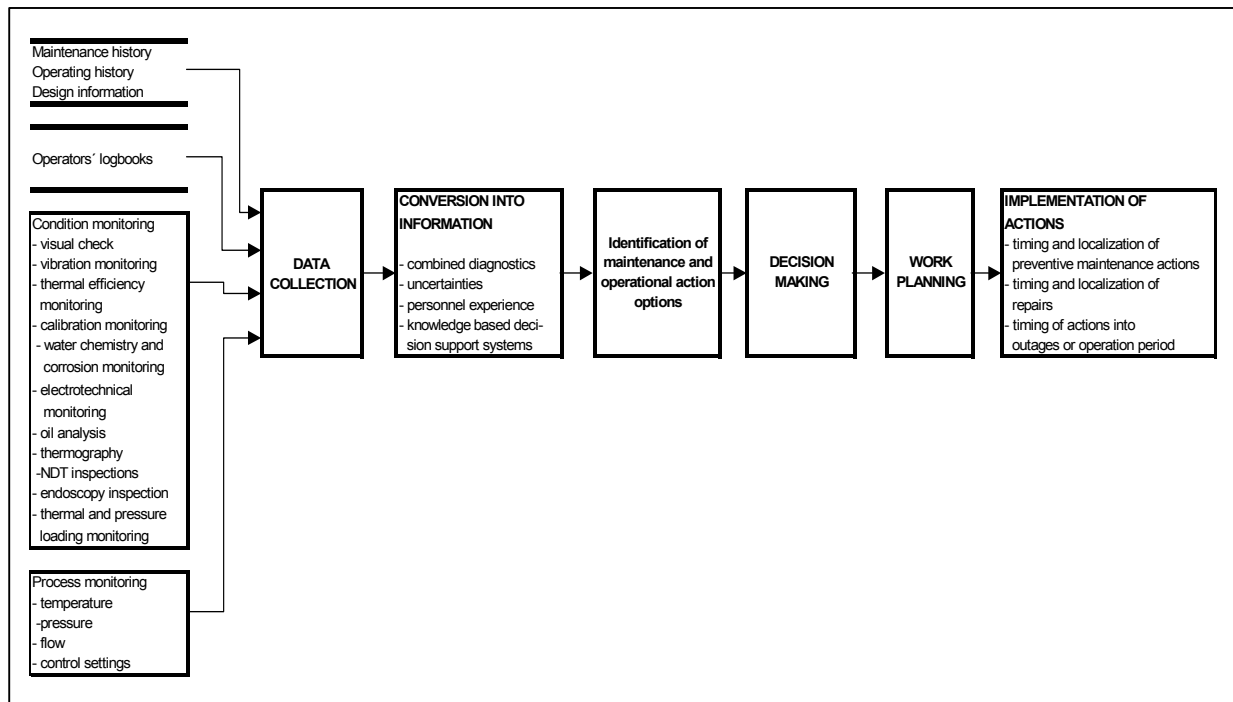 Maintenance history
Operating history
Design information
Operators´ logbooks
Condition monitoring
- visual check
- vibration monitoring
- thermal efficiency
monitoring
- calibration monitoring
- water chemistry and
corrosion monitoring
- electrotechnical
monitoring
- oil analysis
- thermography
-NDT inspections
- endoscopy inspection
- thermal and pressure
loading monitoring
Process monitoring
- temperature
-pressure
- flow
- control settings
DATA
COLLECTION
CONVERSION INTO
INFORMATION
- combined diagnostics
- uncertainties
- personnel experience
- knowledge based deci-
sion support systems
Identification of
maintenance and
operational action
options
DECISION
MAKING
WORK
PLANNING
IMPLEMENTATION OF
ACTIONS
- timing and localization of
preventive maintenance actions
- timing and localization of
repairs
- timing of actions into
outages or operation period